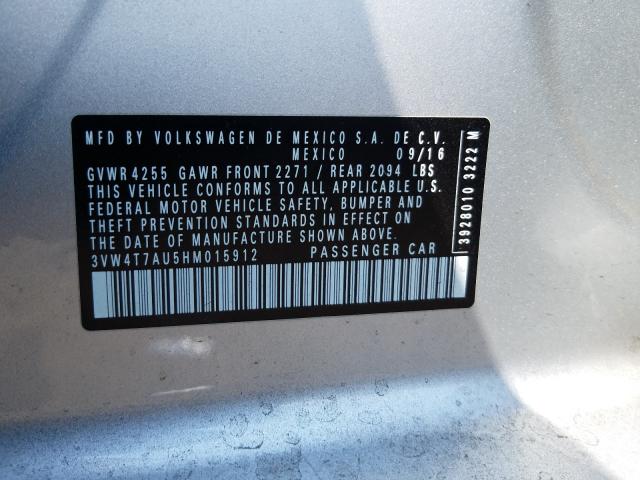 MFD BY VOLKSWAGEN DE MEXICO S.A. DE C.V.
MEXICO 09/16
GVWR 4255 GAWR FRONT 2271 / REAR 2094 LBS
THIS VEHICLE CONFORMS TO ALL APPLICABLE U.S.
FEDERAL MOTOR VEHICLE SAFETY, BUMPER AND
THEFT PREVENTION STANDARDS IN EFFECT ON
THE DATE OF MANUFACTURE SHOWN ABOVE.
3VW4T7AU5HM015912 PASSENGER CAR
3928010 3222 M